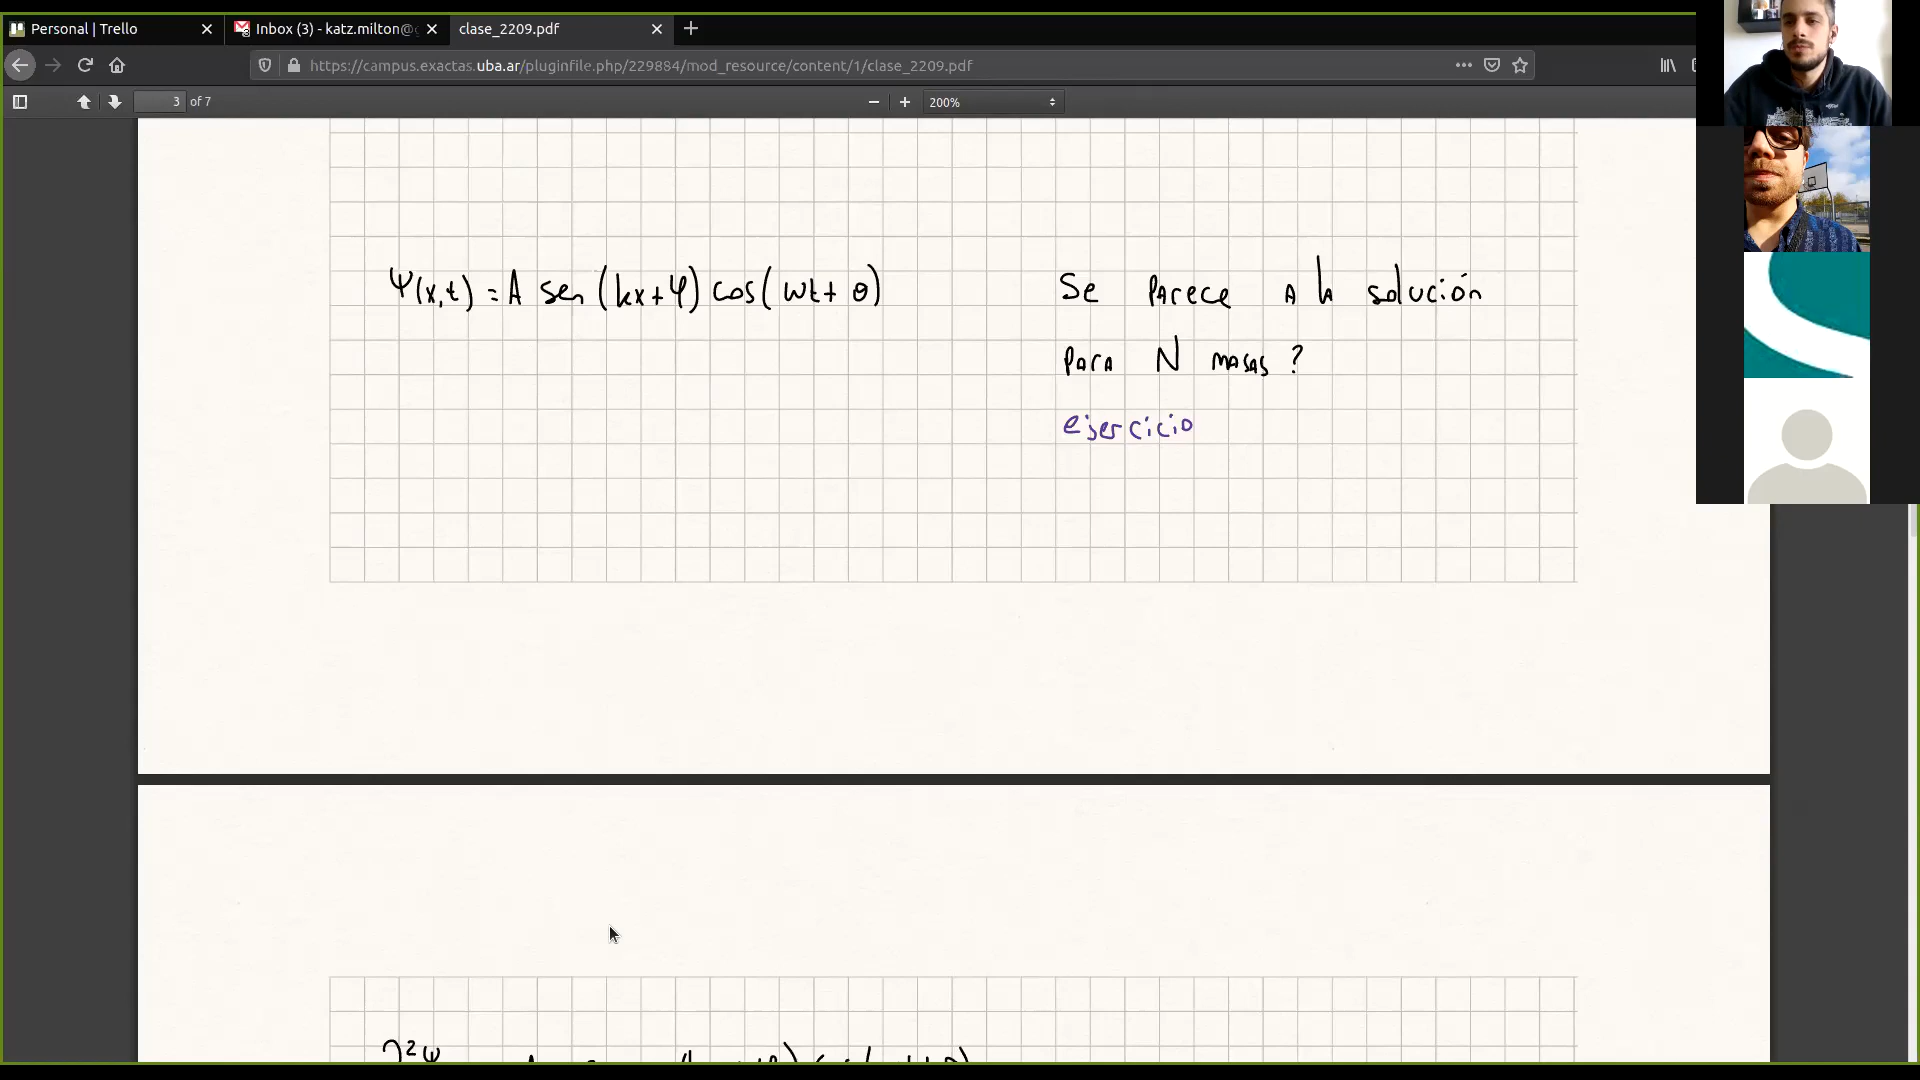 Personal | Trello
Inbox (3) - katz.milton@
clase_2209.pdf
https://campus.exactas.uba.ar/pluginfile.php/229884/mod_resource/content/1/clase_2209.pdf
3 of 7
200%
Ψ(x,t) = A sen(kx+φ) cos(ωt+ θ)
Se parece a la solución
para N masas ?
ejercicio